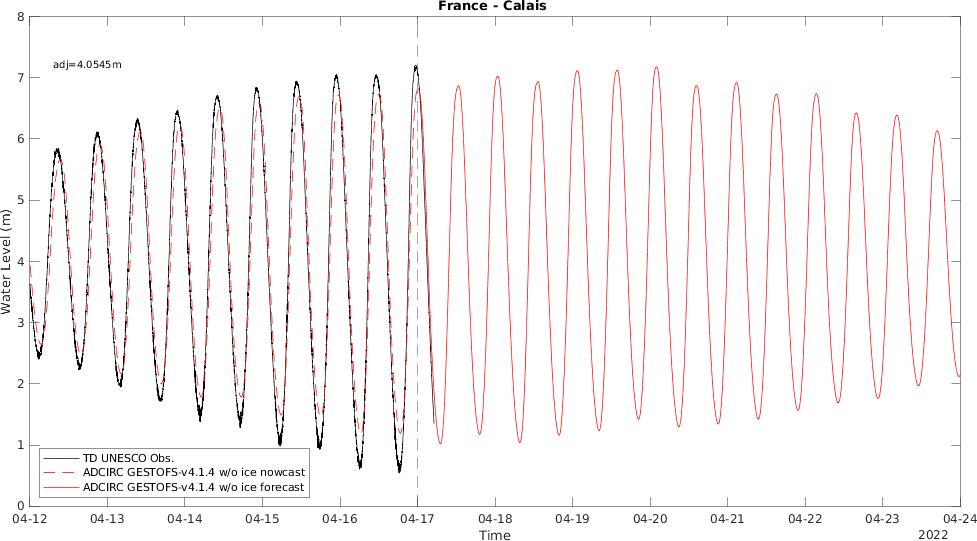 France - Calais
8
7
6
5
4
3
2
1
0
Water Level (m)
adj=4.0545m
TD UNESCO Obs.
ADCIRC GESTOFS-v4.1.4 w/o ice nowcast
ADCIRC GESTOFS-v4.1.4 w/o ice forecast
04-12 04-13 04-14 04-15 04-16 04-17 04-18 04-19 04-20 04-21 04-22 04-23 04-24
Time
2022